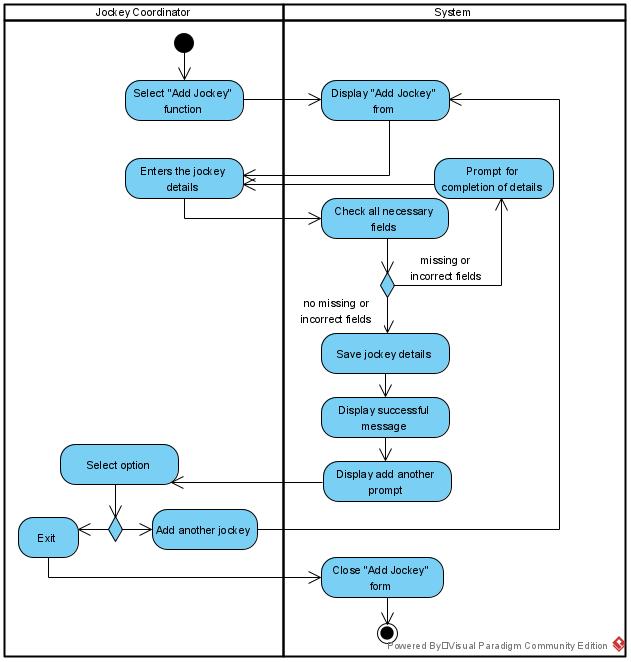 Jockey Coordinator
System
Select "Add Jockey"
function
Display "Add Jockey"
from
Enters the jockey
details
Prompt for
completion of details
Check all necessary
fields
missing or
incorrect fields
no missing or
incorrect fields
Save jockey details
Display successful
message
Select option
Display add another
prompt
Add another jockey
Exit
Close "Add Jockey"
form
Powered By□Visual Paradigm Community Edition